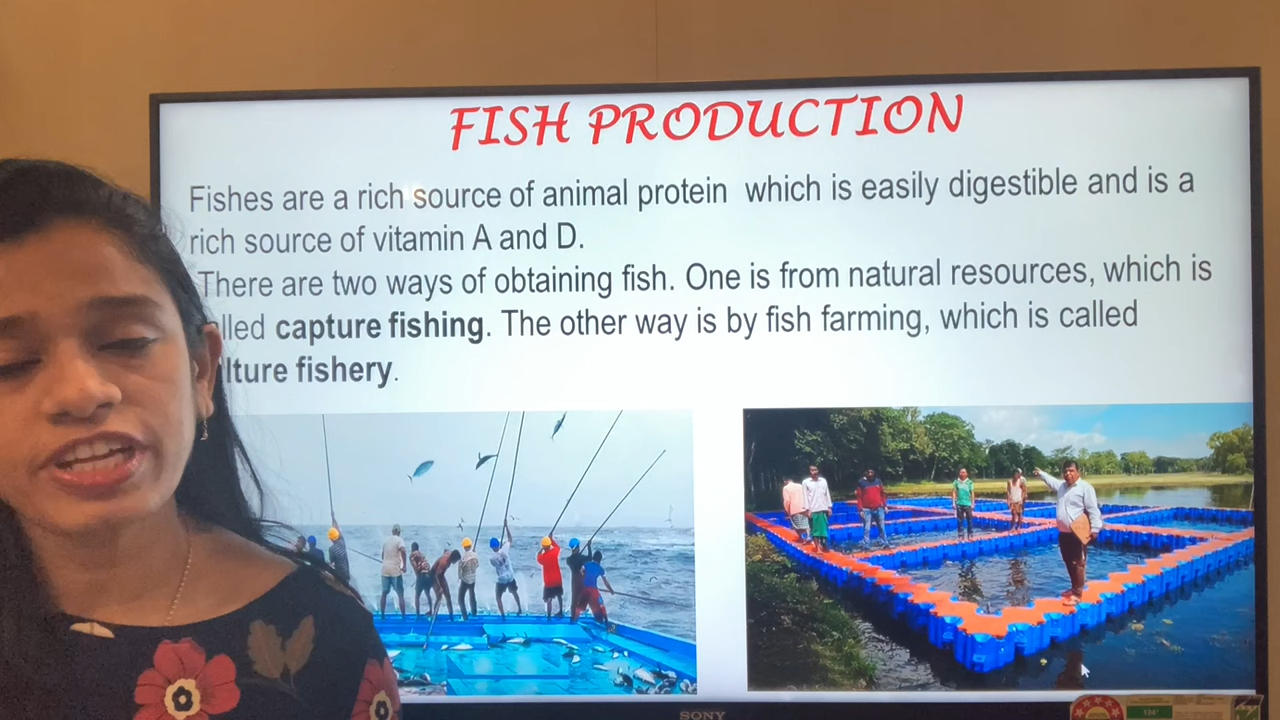 FISH PRODUCTION
Fishes are a rich source of animal protein which is easily digestible and is a
rich source of vitamin A and D.
There are two ways of obtaining fish. One is from natural resources, which is
lled capture fishing. The other way is by fish farming, which is called
lture fishery.
SONY